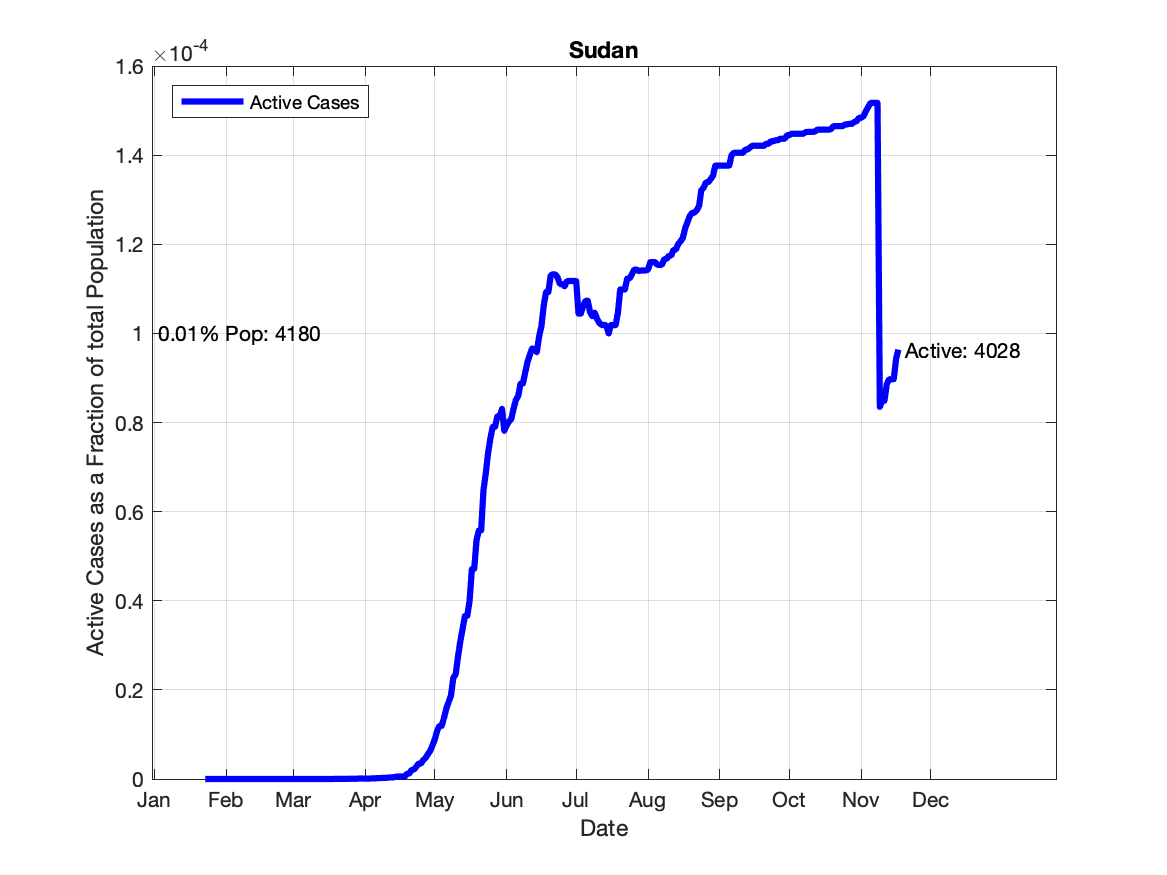 Sudan
×10-4
1.6
1.4
1.2
1
0.8
0.6
0.4
0.2
0
Active Cases
0.01% Pop: 4180
Active: 4028
Active Cases as a Fraction of total Population
Jan Feb Mar Apr May Jun Jul Aug Sep Oct Nov Dec
Date